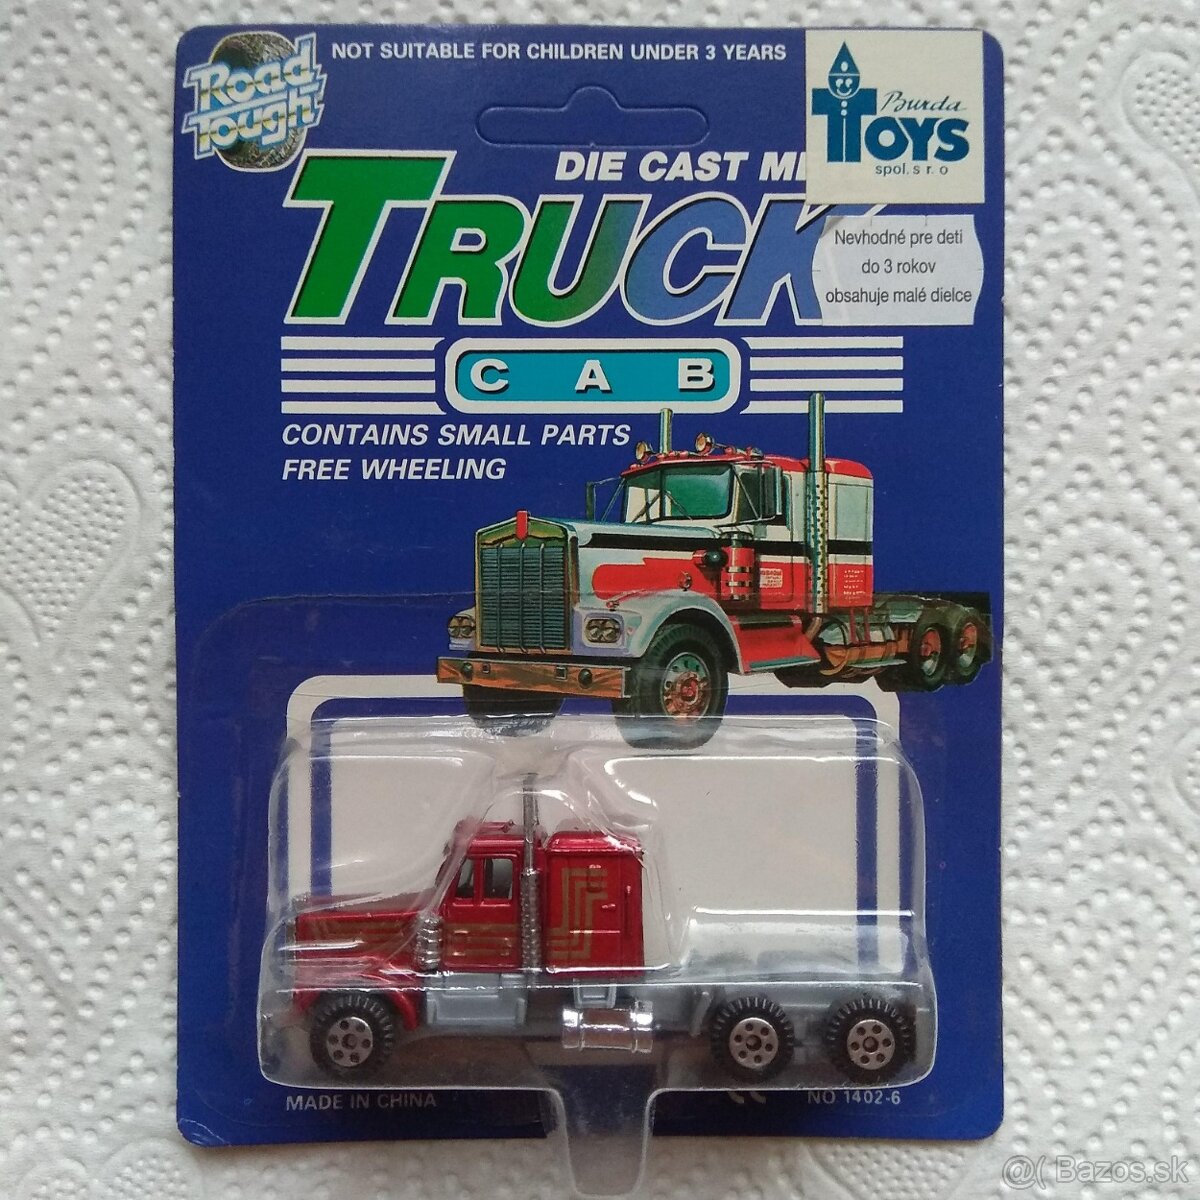 Road
Tough
NOT SUITABLE FOR CHILDREN UNDER 3 YEARS
Burda
TOYS
spol. s r. o
DIE CAST
TRUCK
Nevhodné pre deti
do 3 rokov
obsahuje malé dielce
CAB
CONTAINS SMALL PARTS
FREE WHEELING
MADE IN CHINA
NO 1402-6
@( Bazos.sk